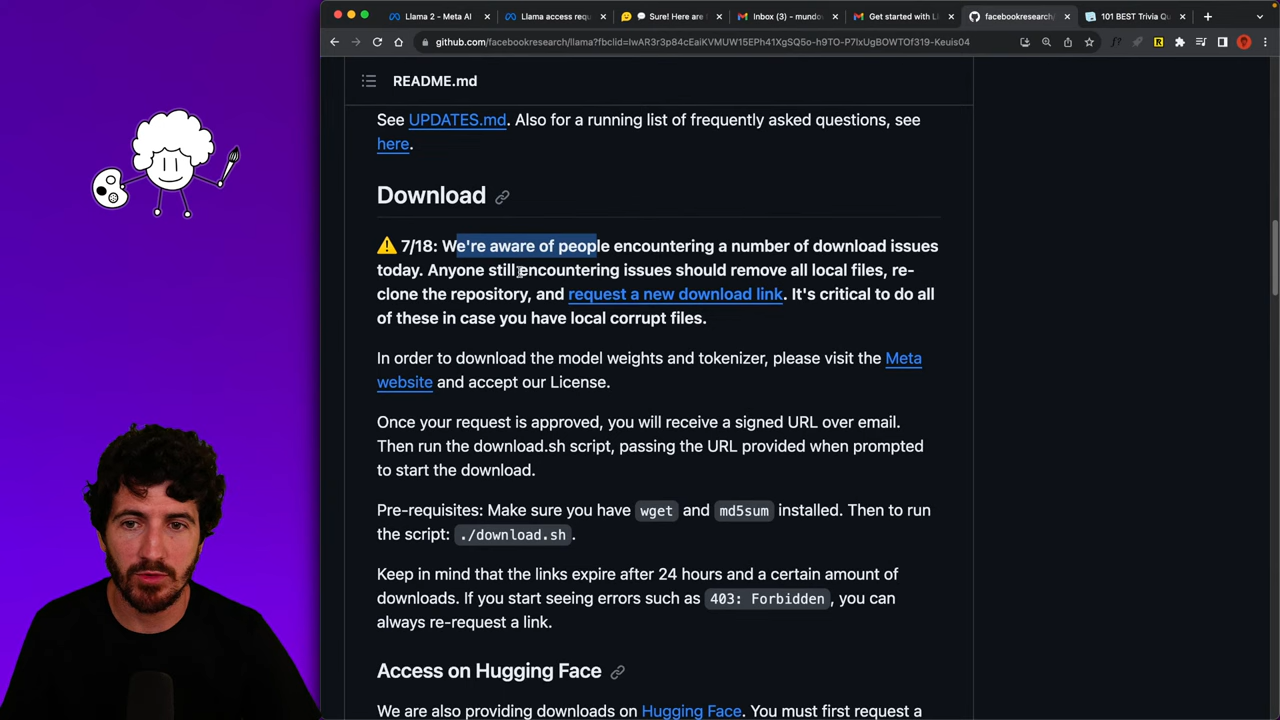 Llama 2 - Meta AI
Llama access requ
Sure! Here are
Inbox (3) - mundov
Get started with Ll
facebookresearch/
101 BEST Trivia Qu
github.com/facebookresearch/llama?fbclid=IwAR3r3p84cEaiKVMUW15EPh41XgSQ5o-h9TO-P7lxUgBOWTOf319-Keuis04
README.md
See UPDATES.md. Also for a running list of frequently asked questions, see
here.
Download
⚠️ 7/18: We're aware of people encountering a number of download issues
today. Anyone still encountering issues should remove all local files, re-
clone the repository, and request a new download link. It's critical to do all
of these in case you have local corrupt files.
In order to download the model weights and tokenizer, please visit the Meta
website and accept our License.
Once your request is approved, you will receive a signed URL over email.
Then run the download.sh script, passing the URL provided when prompted
to start the download.
Pre-requisites: Make sure you have wget and md5sum installed. Then to run
the script: ./download.sh.
Keep in mind that the links expire after 24 hours and a certain amount of
downloads. If you start seeing errors such as 403: Forbidden, you can
always re-request a link.
Access on Hugging Face
We are also providing downloads on Hugging Face. You must first request a